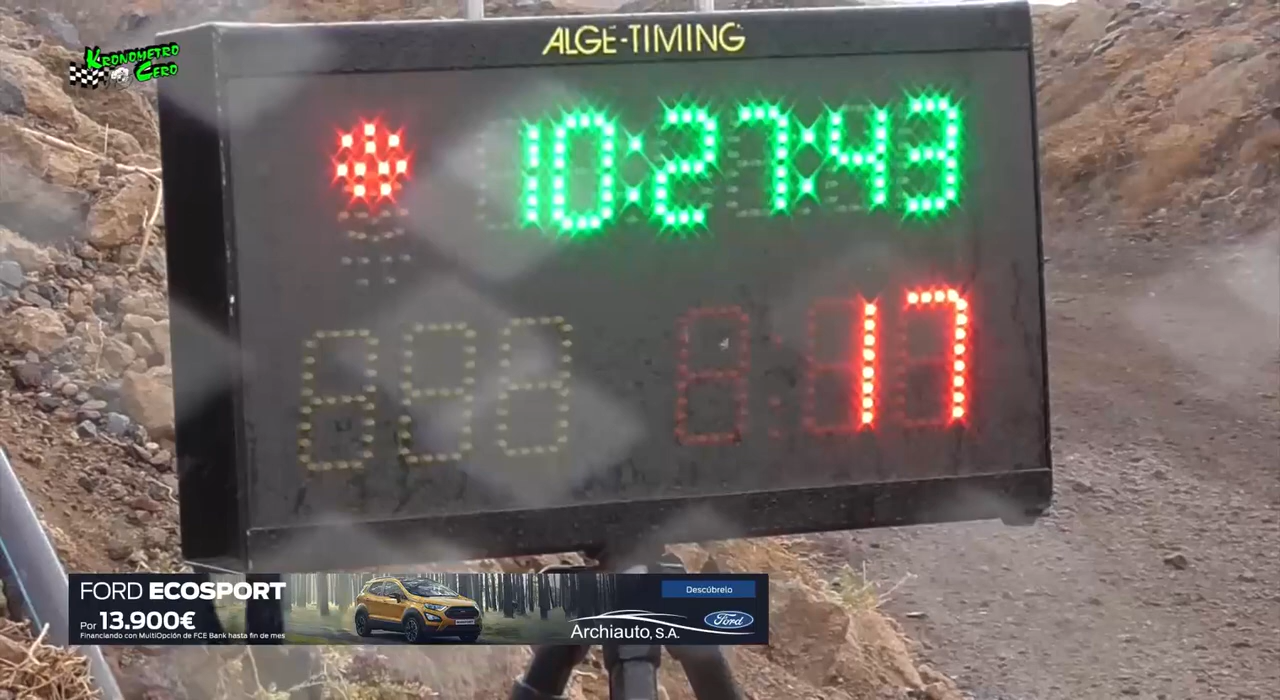 KRONOMETRO
CERO
ALGE-TIMING
10:27:43
17
FORD ECOSPORT
Por 13.900€
Financiando con MultiOpción de FCE Bank hasta fin de mes
Descúbrelo
Ford
Archiauto, S.A.